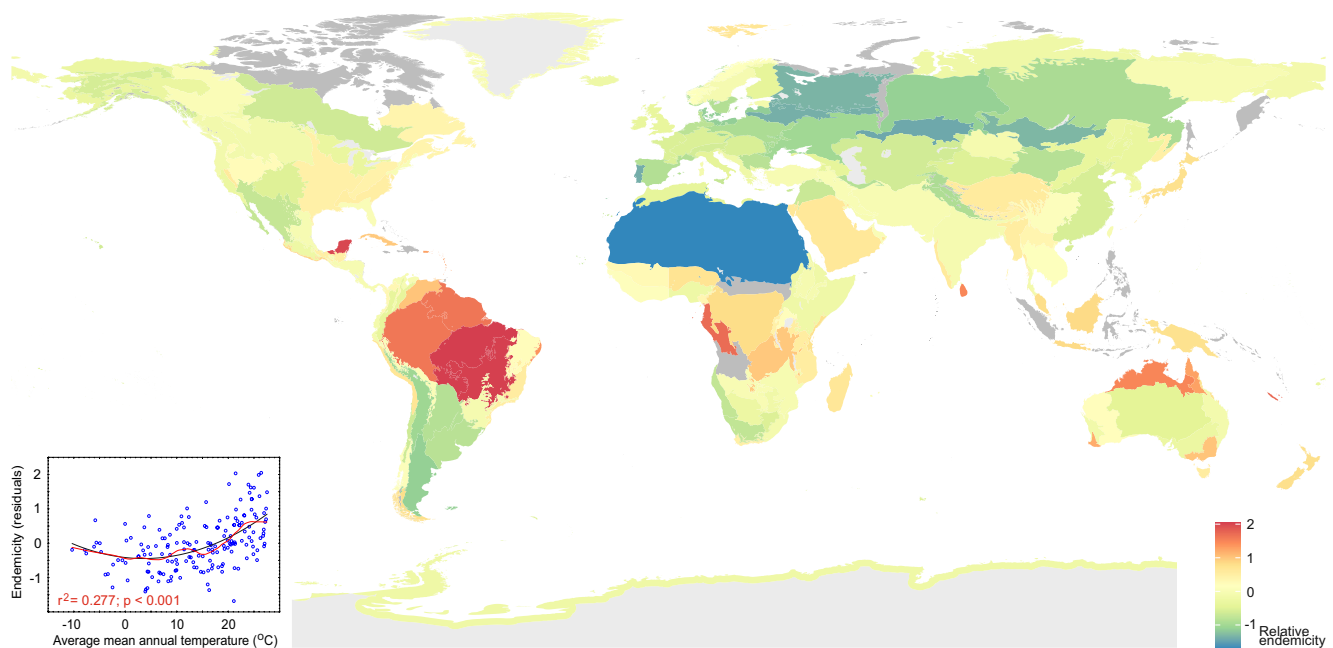 Endemicity (residuals)
2
1
0
-1
r2= 0.277; p < 0.001
-10
0
10
20
Average mean annual temperature (oC)
2
1
0
-1
Relative
endemicity